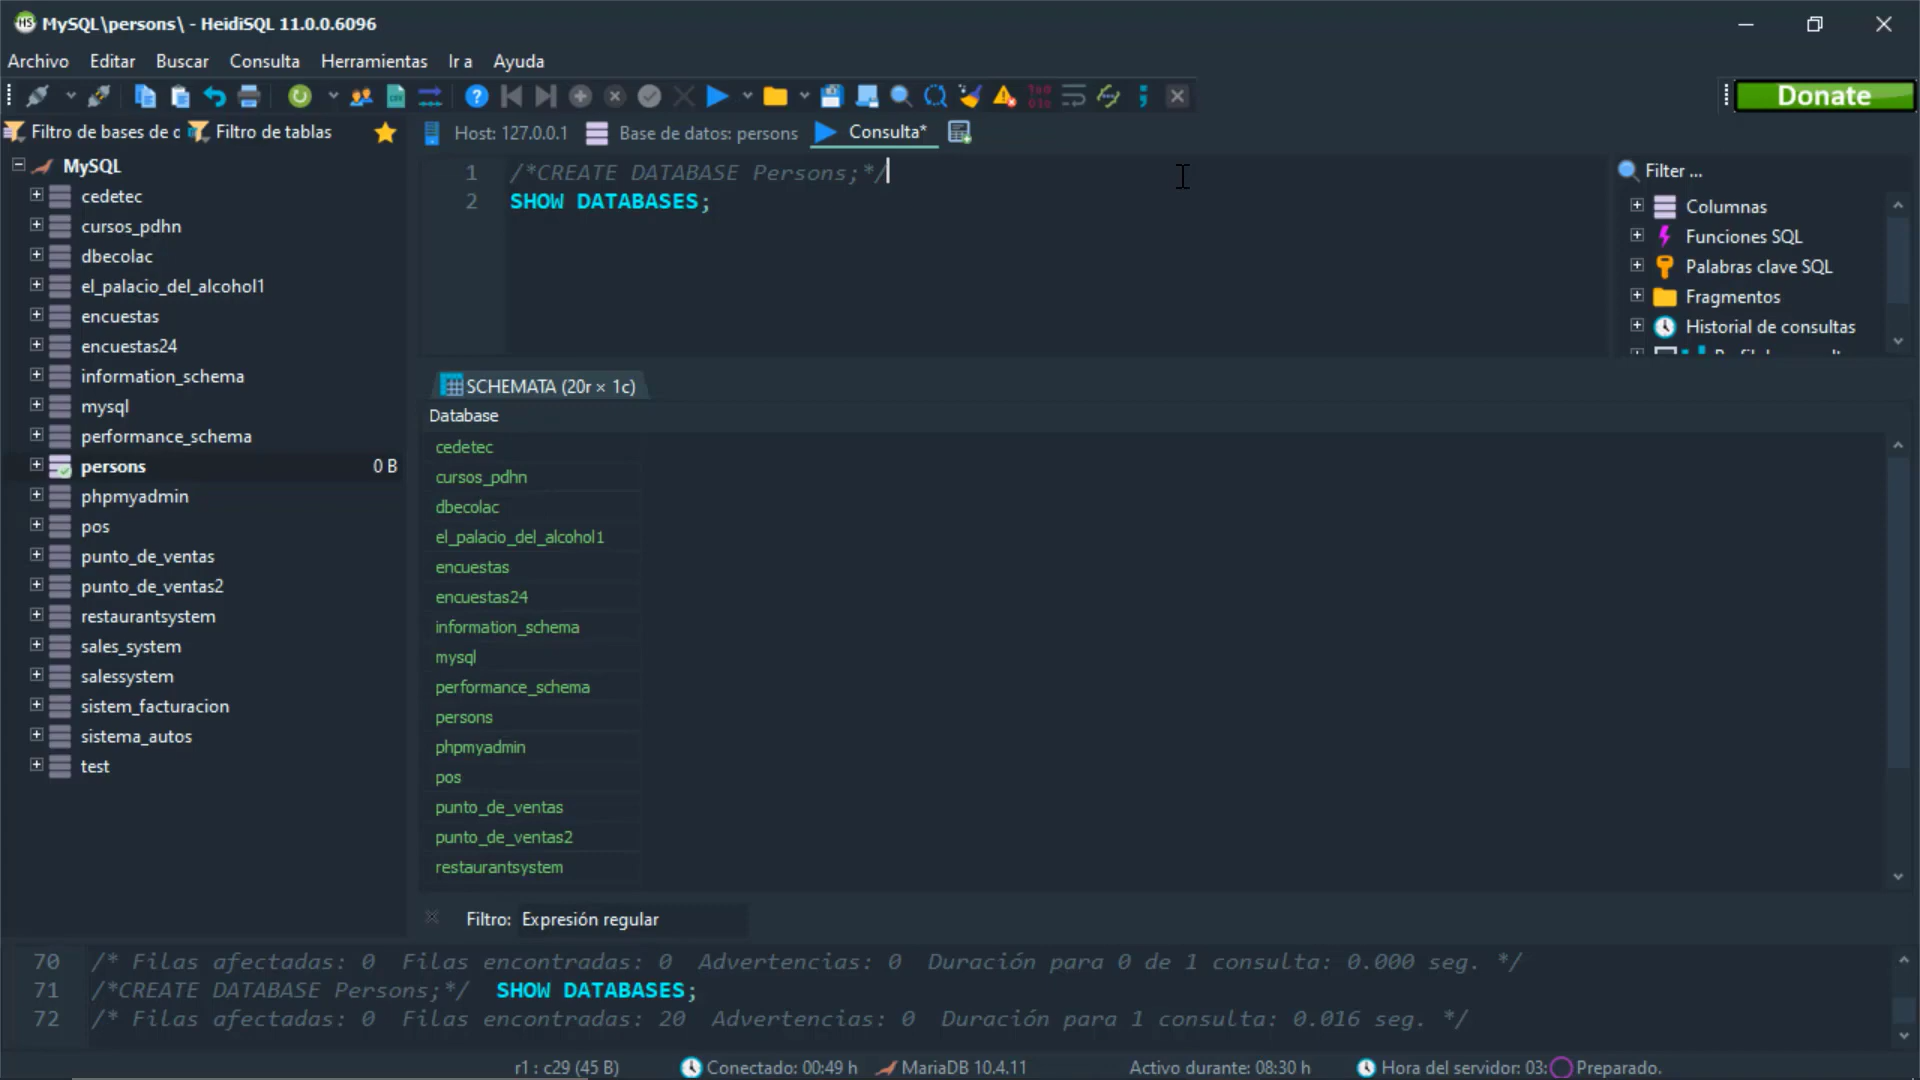 MySQL\persons\ - HeidiSQL 11.0.0.6096
Archivo Editar Buscar Consulta Herramientas Ir a Ayuda
Donate
Filtro de bases de Filtro de tablas
Host: 127.0.0.1 Base de datos: persons Consulta*
MySQL
cedetec
cursos_pdhn
dbecolac
el_palacio_del_alcohol1
encuestas
encuestas24
information_schema
mysql
performance_schema
persons 0 B
phpmyadmin
pos
punto_de_ventas
punto_de_ventas2
restaurantsystem
sales_system
salessystem
sistem_facturacion
sistema_autos
test
1 /*CREATE DATABASE Persons;*/
2 SHOW DATABASES;
Filter ...
Columnas
Funciones SQL
Palabras clave SQL
Fragmentos
Historial de consultas
SCHEMATA (20r × 1c)
Database
cedetec
cursos_pdhn
dbecolac
el_palacio_del_alcohol1
encuestas
encuestas24
information_schema
mysql
performance_schema
persons
phpmyadmin
pos
punto_de_ventas
punto_de_ventas2
restaurantsystem
Filtro: Expresión regular
70 /* Filas afectadas: 0 Filas encontradas: 0 Advertencias: 0 Duración para 0 de 1 consulta: 0.000 seg. */
71 /*CREATE DATABASE Persons;*/ SHOW DATABASES;
72 /* Filas afectadas: 0 Filas encontradas: 20 Advertencias: 0 Duración para 1 consulta: 0.016 seg. */
r1 : c29 (45 B) Conectado: 00:49 h MariaDB 10.4.11 Activo durante: 08:30 h Hora del servidor: 03: Preparado.